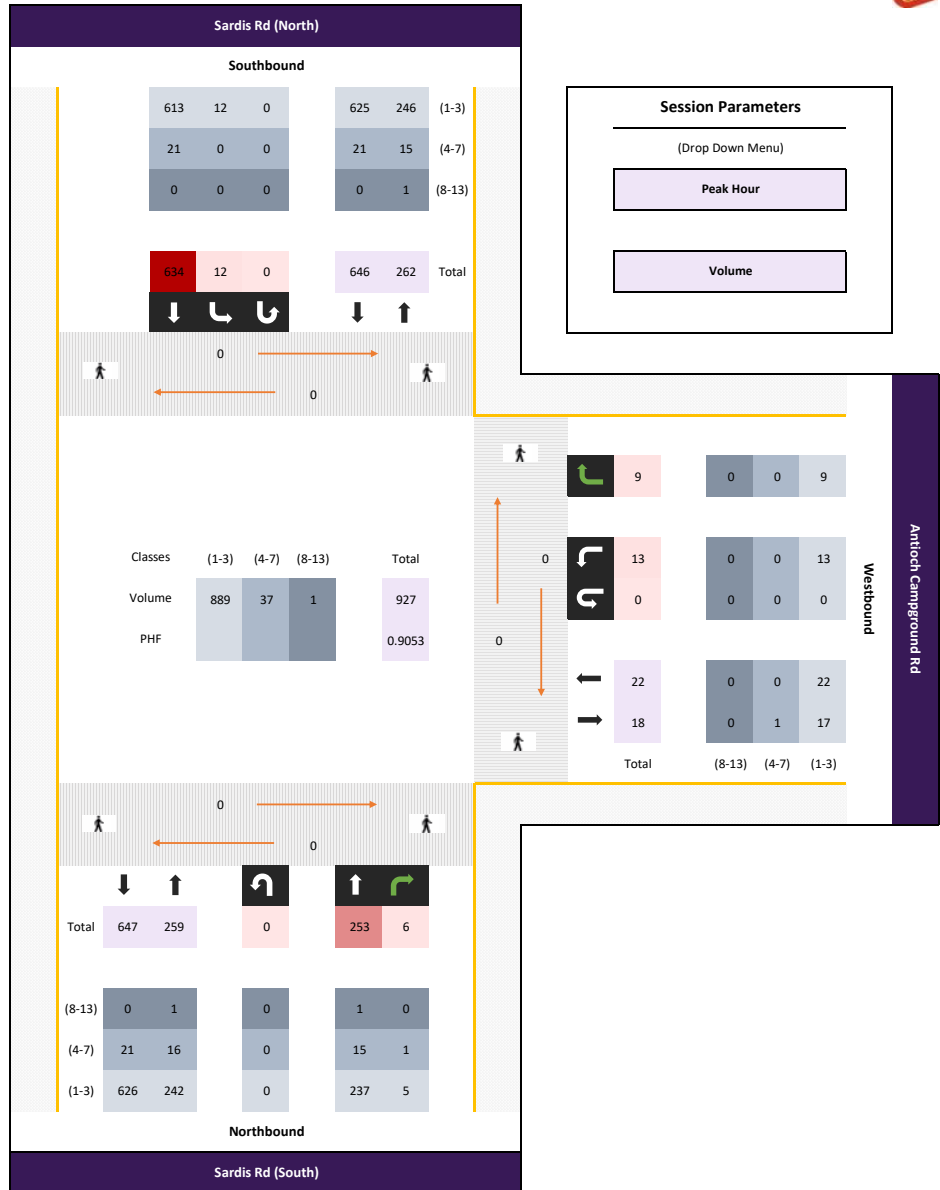 Sardis Rd (North)
Southbound
613 12 0 625 246 (1-3)
21 0 0 21 15 (4-7)
0 0 0 0 1 (8-13)
634 12 0 646 262 Total
0
0
Session Parameters
(Drop Down Menu)
Peak Hour
Volume
9 0 0 9
0 13 0 0 13
0 0 0 0
0
22 0 0 22
18 0 1 17
Total (8-13) (4-7) (1-3)
Westbound
Antioch Campground Rd
Classes (1-3) (4-7) (8-13) Total
Volume 889 37 1 927
PHF 0.9053
0
0
Total 647 259 0 253 6
(8-13) 0 1 0 1 0
(4-7) 21 16 0 15 1
(1-3) 626 242 0 237 5
Northbound
Sardis Rd (South)